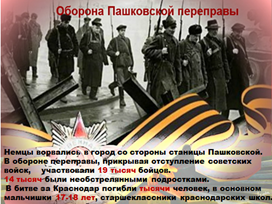 Оборона Пашковской переправы
Немцы ворвались в город со стороны станицы Пашковской.
В обороне переправы, прикрывая отступление советских
войск, участвовали 19 тысяч бойцов.
14 тысяч были необстрелянными подростками.
В битве за Краснодар погибли тысячи человек, в основном
мальчишки 17-18 лет, старшеклассники краснодарских школ.